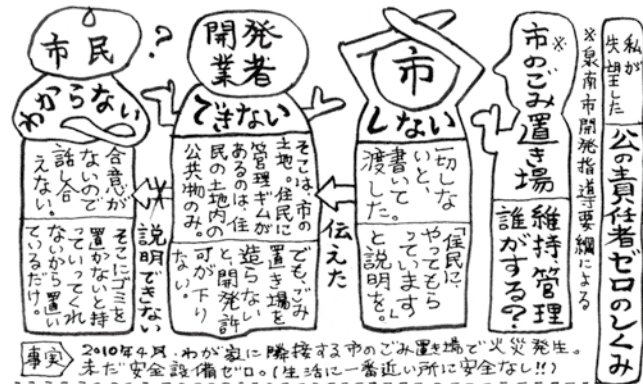 私が
失望した
公の責任者ゼロのしくみ
※泉南市開発指導要綱による
※
市のごみ置き場
維持管理
誰がする？
市
しない
一切しな
いと、
書いて
渡した。
「住民に、
やってもら
っています」
と説明を。
伝えた
開発
業者
できない
そこは、市の
土地。住民に
管理ギムが
あるのは、住
民の土地内の
公共物のみ。
でも、ごみ
置き場を
造らない
と、開発許
可が下り
ない。
説明できない
市民
？
わからない
合意が
ないので
話し合
えない。
そこにゴミを
置かないと持
っていってくれ
ないから置い
ているだけ。
事実
2010年4月．わが家に隣接する市のごみ置き場で火災発生。
未だ安全設備ゼロ。（生活に一番近い所に安全なし!!）